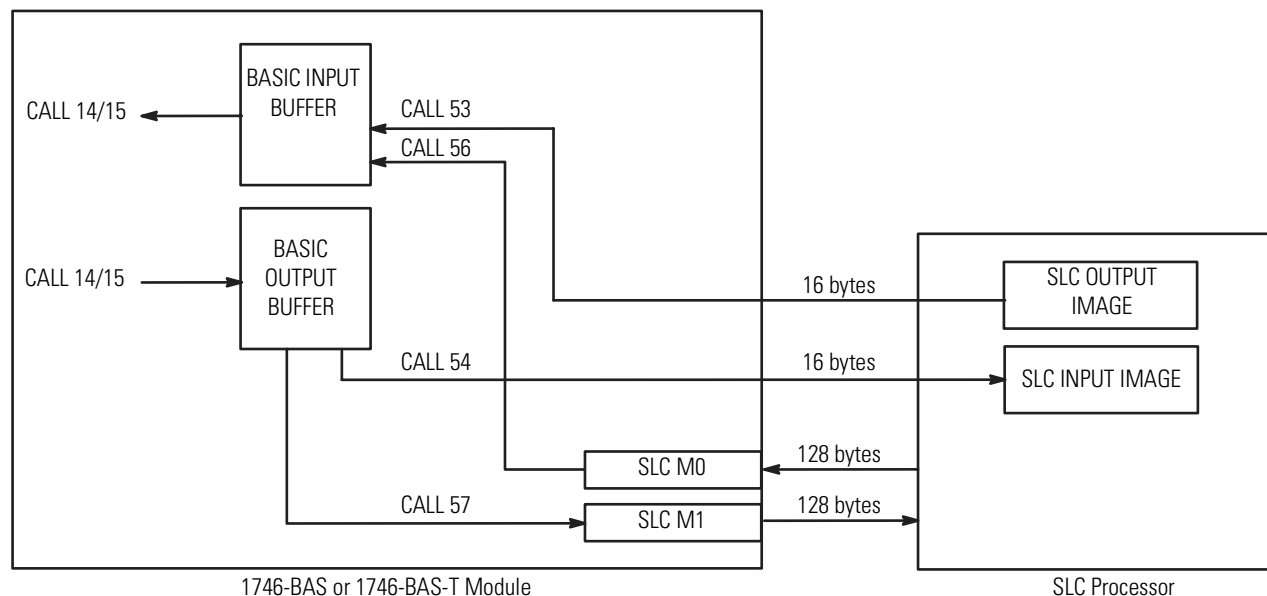 BASIC INPUT
BUFFER
CALL 14/15
CALL 53
CALL 56
BASIC
OUTPUT
BUFFER
CALL 14/15
16 bytes
SLC OUTPUT
IMAGE
CALL 54
16 bytes
SLC INPUT IMAGE
SLC M0
128 bytes
CALL 57
SLC M1
128 bytes
1746-BAS or 1746-BAS-T Module
SLC Processor